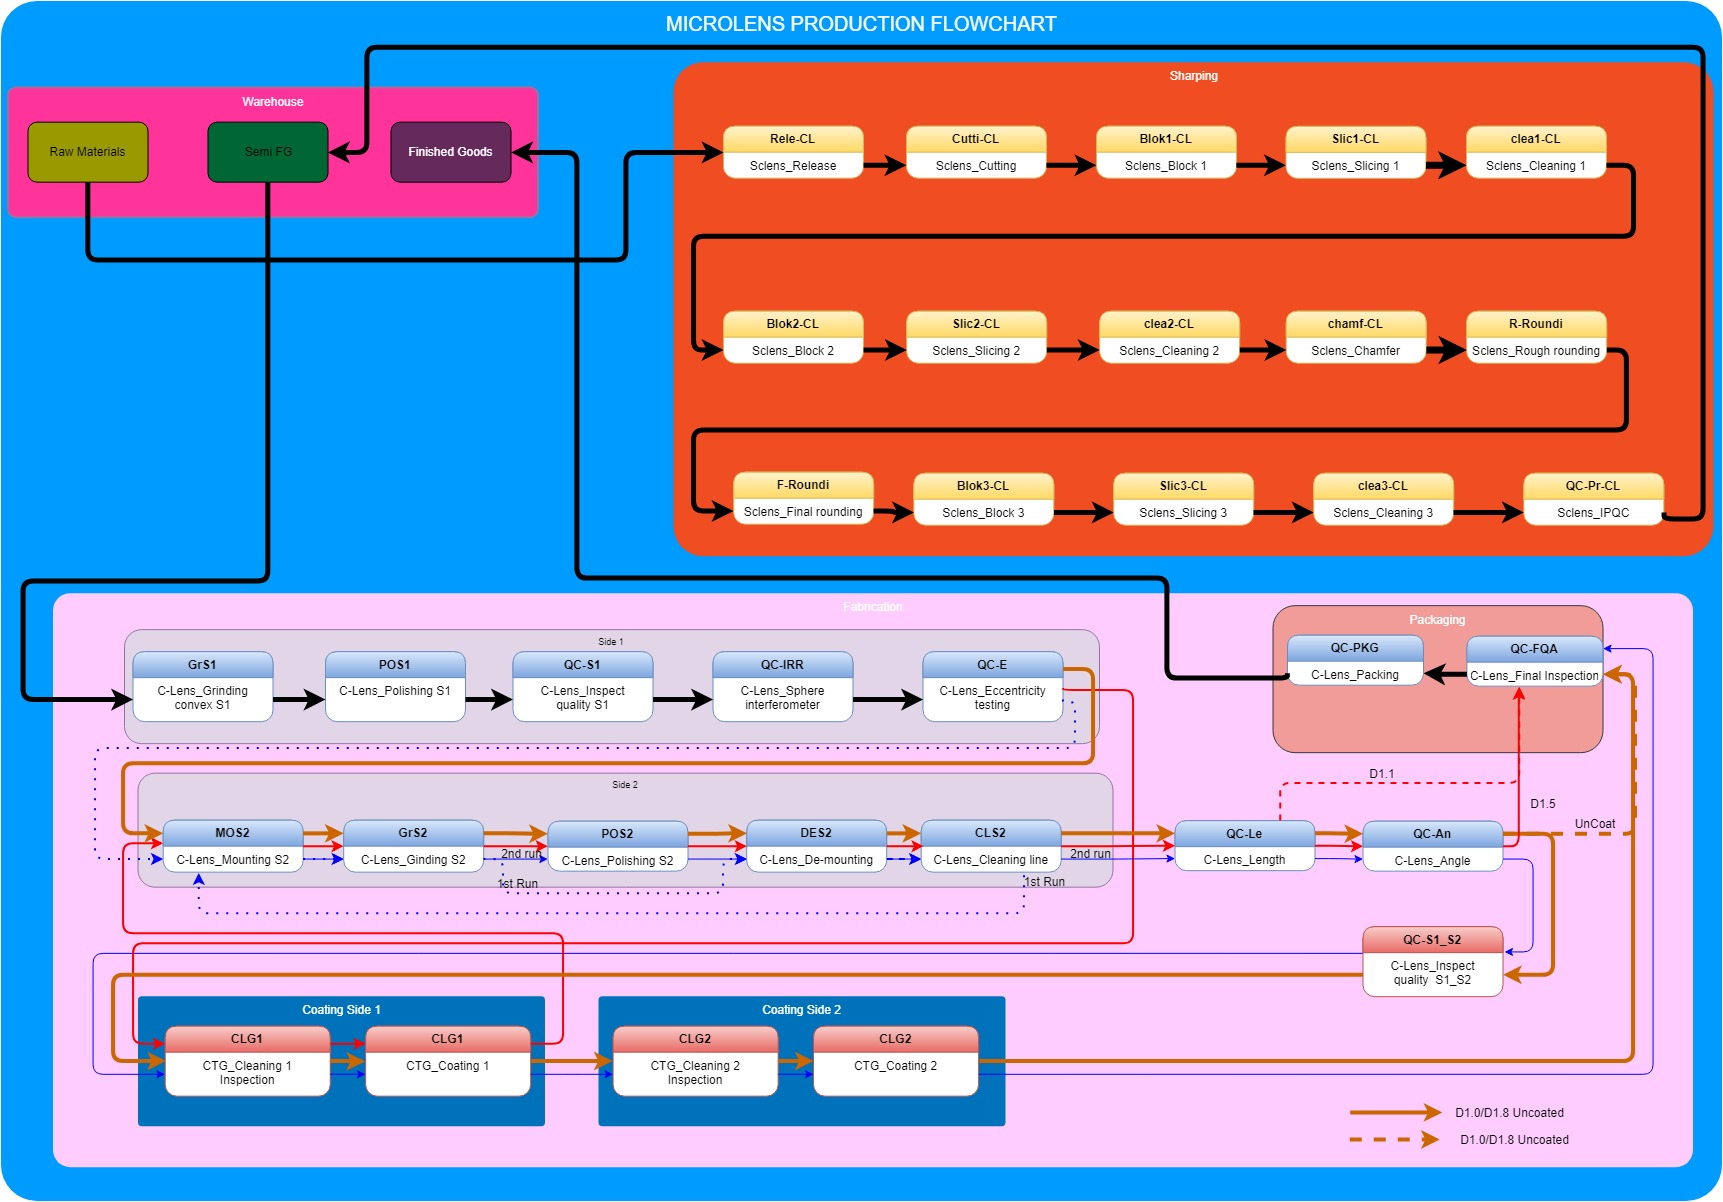 MICROLENS PRODUCTION FLOWCHART
Warehouse
Raw Materials
Semi FG
Finished Goods
Sharping
Rele-CL
Sclens_Release
Cutti-CL
Sclens_Cutting
Blok1-CL
Sclens_Block 1
Slic1-CL
Sclens_Slicing 1
clea1-CL
Sclens_Cleaning 1
Blok2-CL
Sclens_Block 2
Slic2-CL
Sclens_Slicing 2
clea2-CL
Sclens_Cleaning 2
chamf-CL
Sclens_Chamfer
R-Roundi
Sclens_Rough rounding
F-Roundi
Sclens_Final rounding
Blok3-CL
Sclens_Block 3
Slic3-CL
Sclens_Slicing 3
clea3-CL
Sclens_Cleaning 3
QC-Pr-CL
Sclens_IPQC
Fabrication
Side 1
GrS1
C-Lens_Grinding
convex S1
POS1
C-Lens_Polishing S1
QC-S1
C-Lens_Inspect
quality S1
QC-IRR
C-Lens_Sphere
interferometer
QC-E
C-Lens_Eccentricity
testing
Packaging
QC-PKG
C-Lens_Packing
QC-FQA
C-Lens_Final Inspection
Side 2
MOS2
C-Lens_Mounting S2
GrS2
C-Lens_Ginding S2
POS2
C-Lens_Polishing S2
DES2
C-Lens_De-mounting
CLS2
C-Lens_Cleaning line
2nd run
1st Run
2nd run
1st Run
QC-Le
C-Lens_Length
QC-An
C-Lens_Angle
D1.1
D1.5
UnCoat
QC-S1_S2
C-Lens_Inspect
quality S1_S2
Coating Side 1
CLG1
CTG_Cleaning 1
Inspection
CLG1
CTG_Coating 1
Coating Side 2
CLG2
CTG_Cleaning 2
Inspection
CLG2
CTG_Coating 2
D1.0/D1.8 Uncoated
D1.0/D1.8 Uncoated